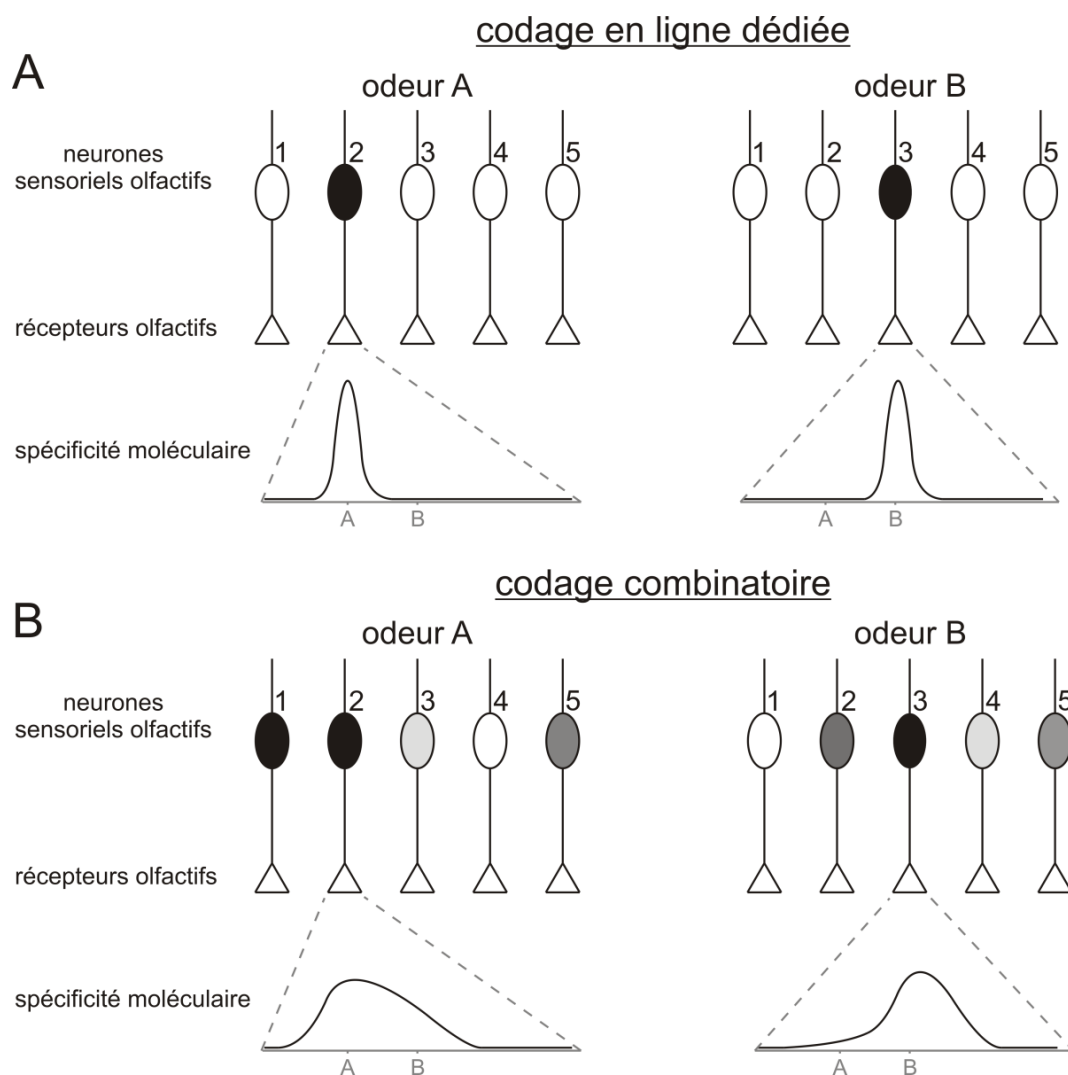 codage en ligne dédiée
A
odeur A
odeur B
neurones
sensoriels olfactifs
1 2 3 4 5
1 2 3 4 5
récepteurs olfactifs
spécificité moléculaire
A B
A B
codage combinatoire
B
odeur A
odeur B
neurones
sensoriels olfactifs
1 2 3 4 5
1 2 3 4 5
récepteurs olfactifs
spécificité moléculaire
A B
A B